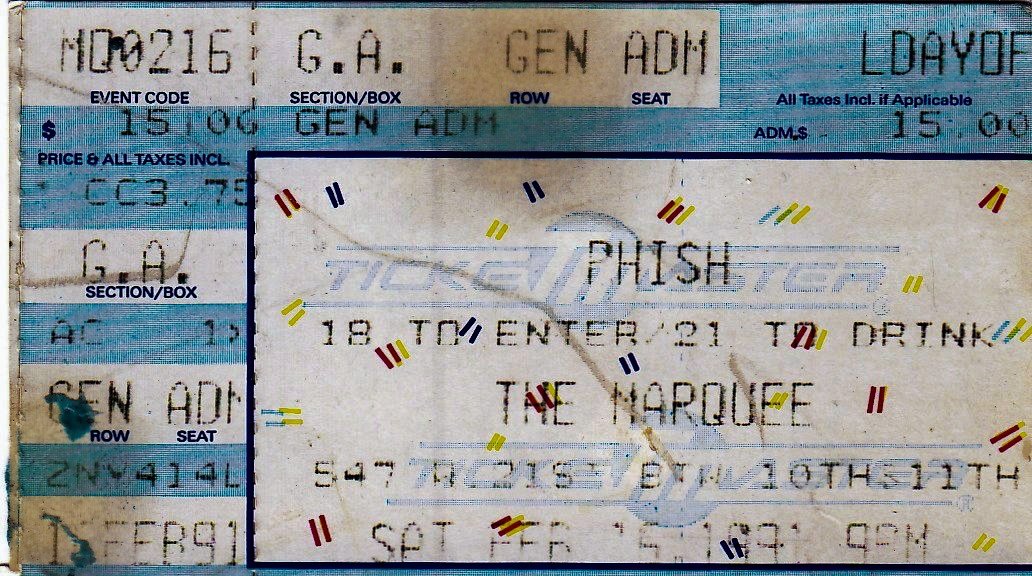 MQ0216 G.A. GEN ADM LDAYOF
EVENT CODE SECTION/BOX ROW SEAT All Taxes Incl. if Applicable
$ 15.00 GEN ADM ADM.$ 15.00
PRICE & ALL TAXES INCL.
CC3.75
G.A.
SECTION/BOX
AC 1X
GEN ADM
ROW SEAT
ZNV414L
FEB91
TICKETMASTER
PHISH
18 TO ENTER/21 TO DRINK
THE MARQUEE
547 W 21ST BTW 10TH&11TH
TICKETMASTER
SAT FEB 16,1991 9PM